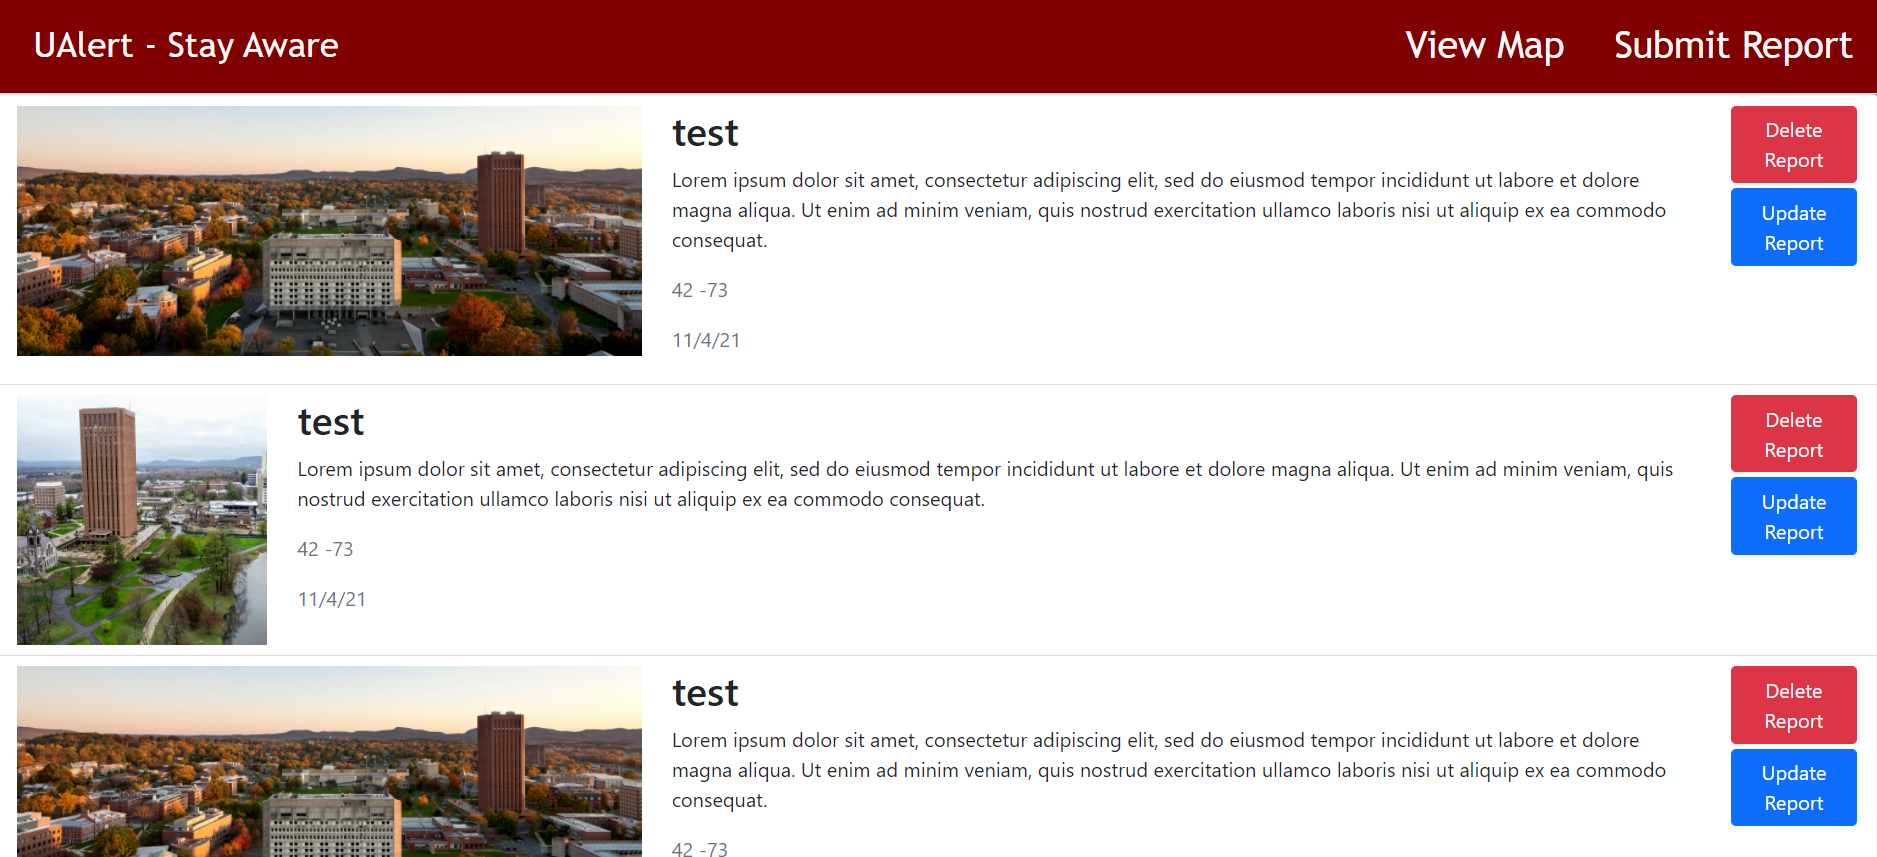 UAlert - Stay Aware
View Map
Submit Report
test
Lorem ipsum dolor sit amet, consectetur adipiscing elit, sed do eiusmod tempor incididunt ut labore et dolore
magna aliqua. Ut enim ad minim veniam, quis nostrud exercitation ullamco laboris nisi ut aliquip ex ea commodo
consequat.
42 -73
11/4/21
Delete
Report
Update
Report
test
Lorem ipsum dolor sit amet, consectetur adipiscing elit, sed do eiusmod tempor incididunt ut labore et dolore magna aliqua. Ut enim ad minim veniam, quis
nostrud exercitation ullamco laboris nisi ut aliquip ex ea commodo consequat.
42 -73
11/4/21
Delete
Report
Update
Report
test
Lorem ipsum dolor sit amet, consectetur adipiscing elit, sed do eiusmod tempor incididunt ut labore et dolore
magna aliqua. Ut enim ad minim veniam, quis nostrud exercitation ullamco laboris nisi ut aliquip ex ea commodo
consequat.
42 -73
Delete
Report
Update
Report